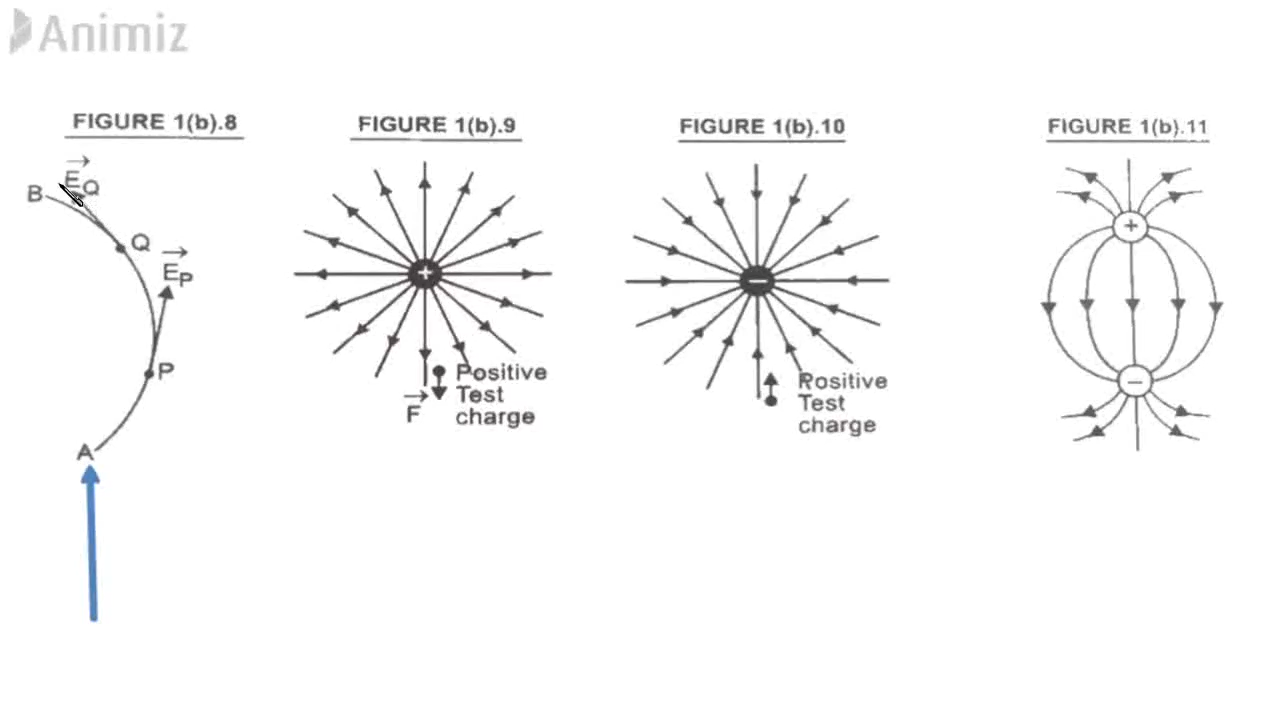 Animiz
FIGURE 1(b).8
FIGURE 1(b).9
FIGURE 1(b).10
FIGURE 1(b).11
B
E Q
Q
E P
P
A
+
F
Positive
Test
charge
−
Positive
Test
charge
+
−